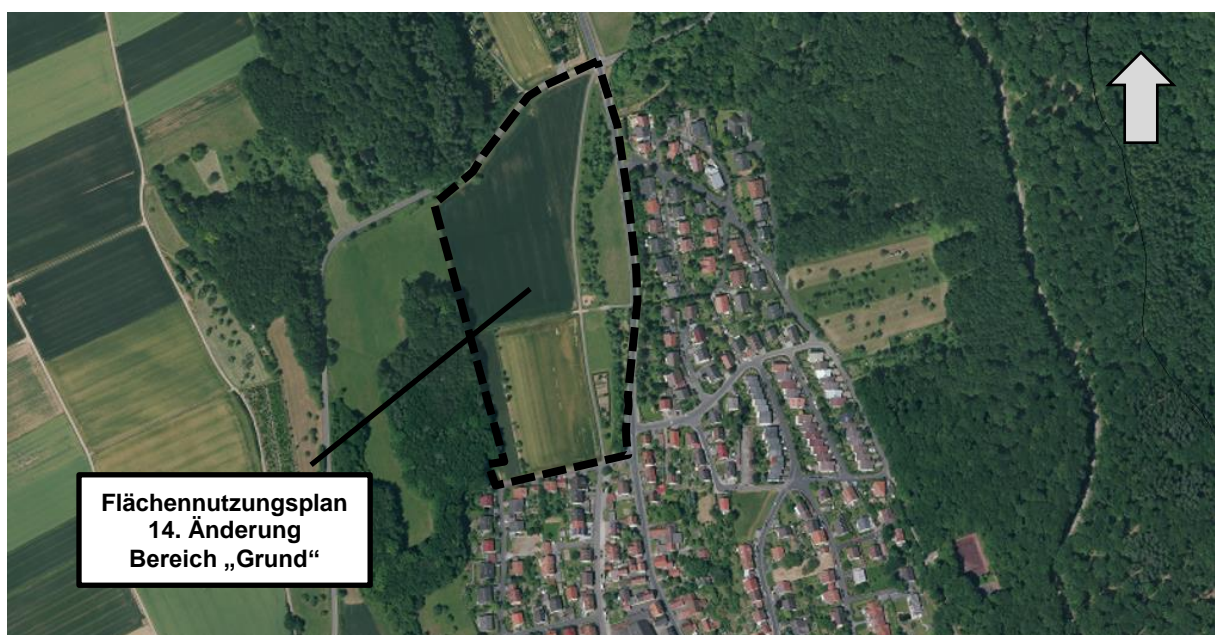 Flächennutzungsplan
14. Änderung
Bereich „Grund“